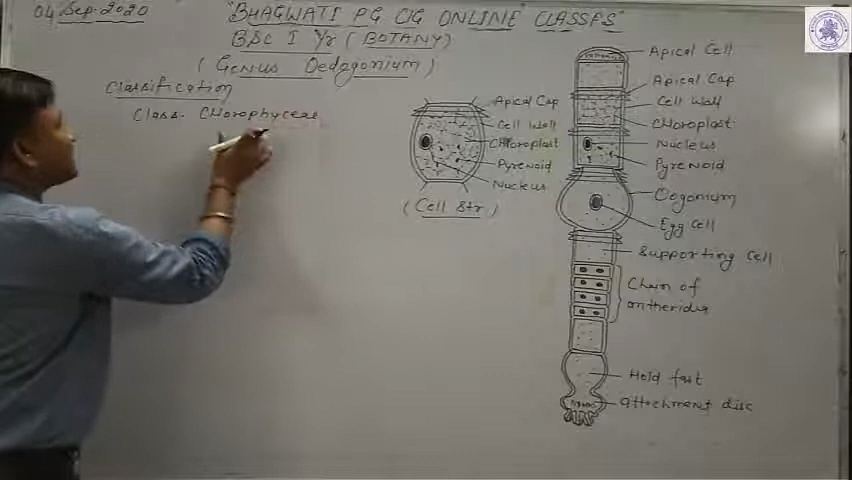 04 Sep. 2020
"BHAGWATI PG ClG ONLINE" CLASSES"
BSC I Yr ( BOTANY)
( Genus Oedogonium )
Classification
Class. CHlorophyceae
Apical Cap
Cell Wall
CHloroplast
Pyrenoid
Nucleus
( Cell Str )
Apical Cell
Apical Cap
Cell Wall
CHloroplast
Nucleus
Pyrenoid
Oogonium
Egg Cell
Supporting Cell
Chain of
antheridia
Hold fast
attachment disc